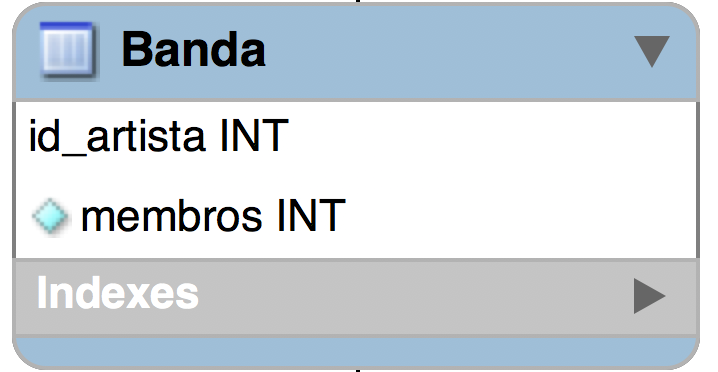 Banda
id_artista INT
membros INT
Indexes